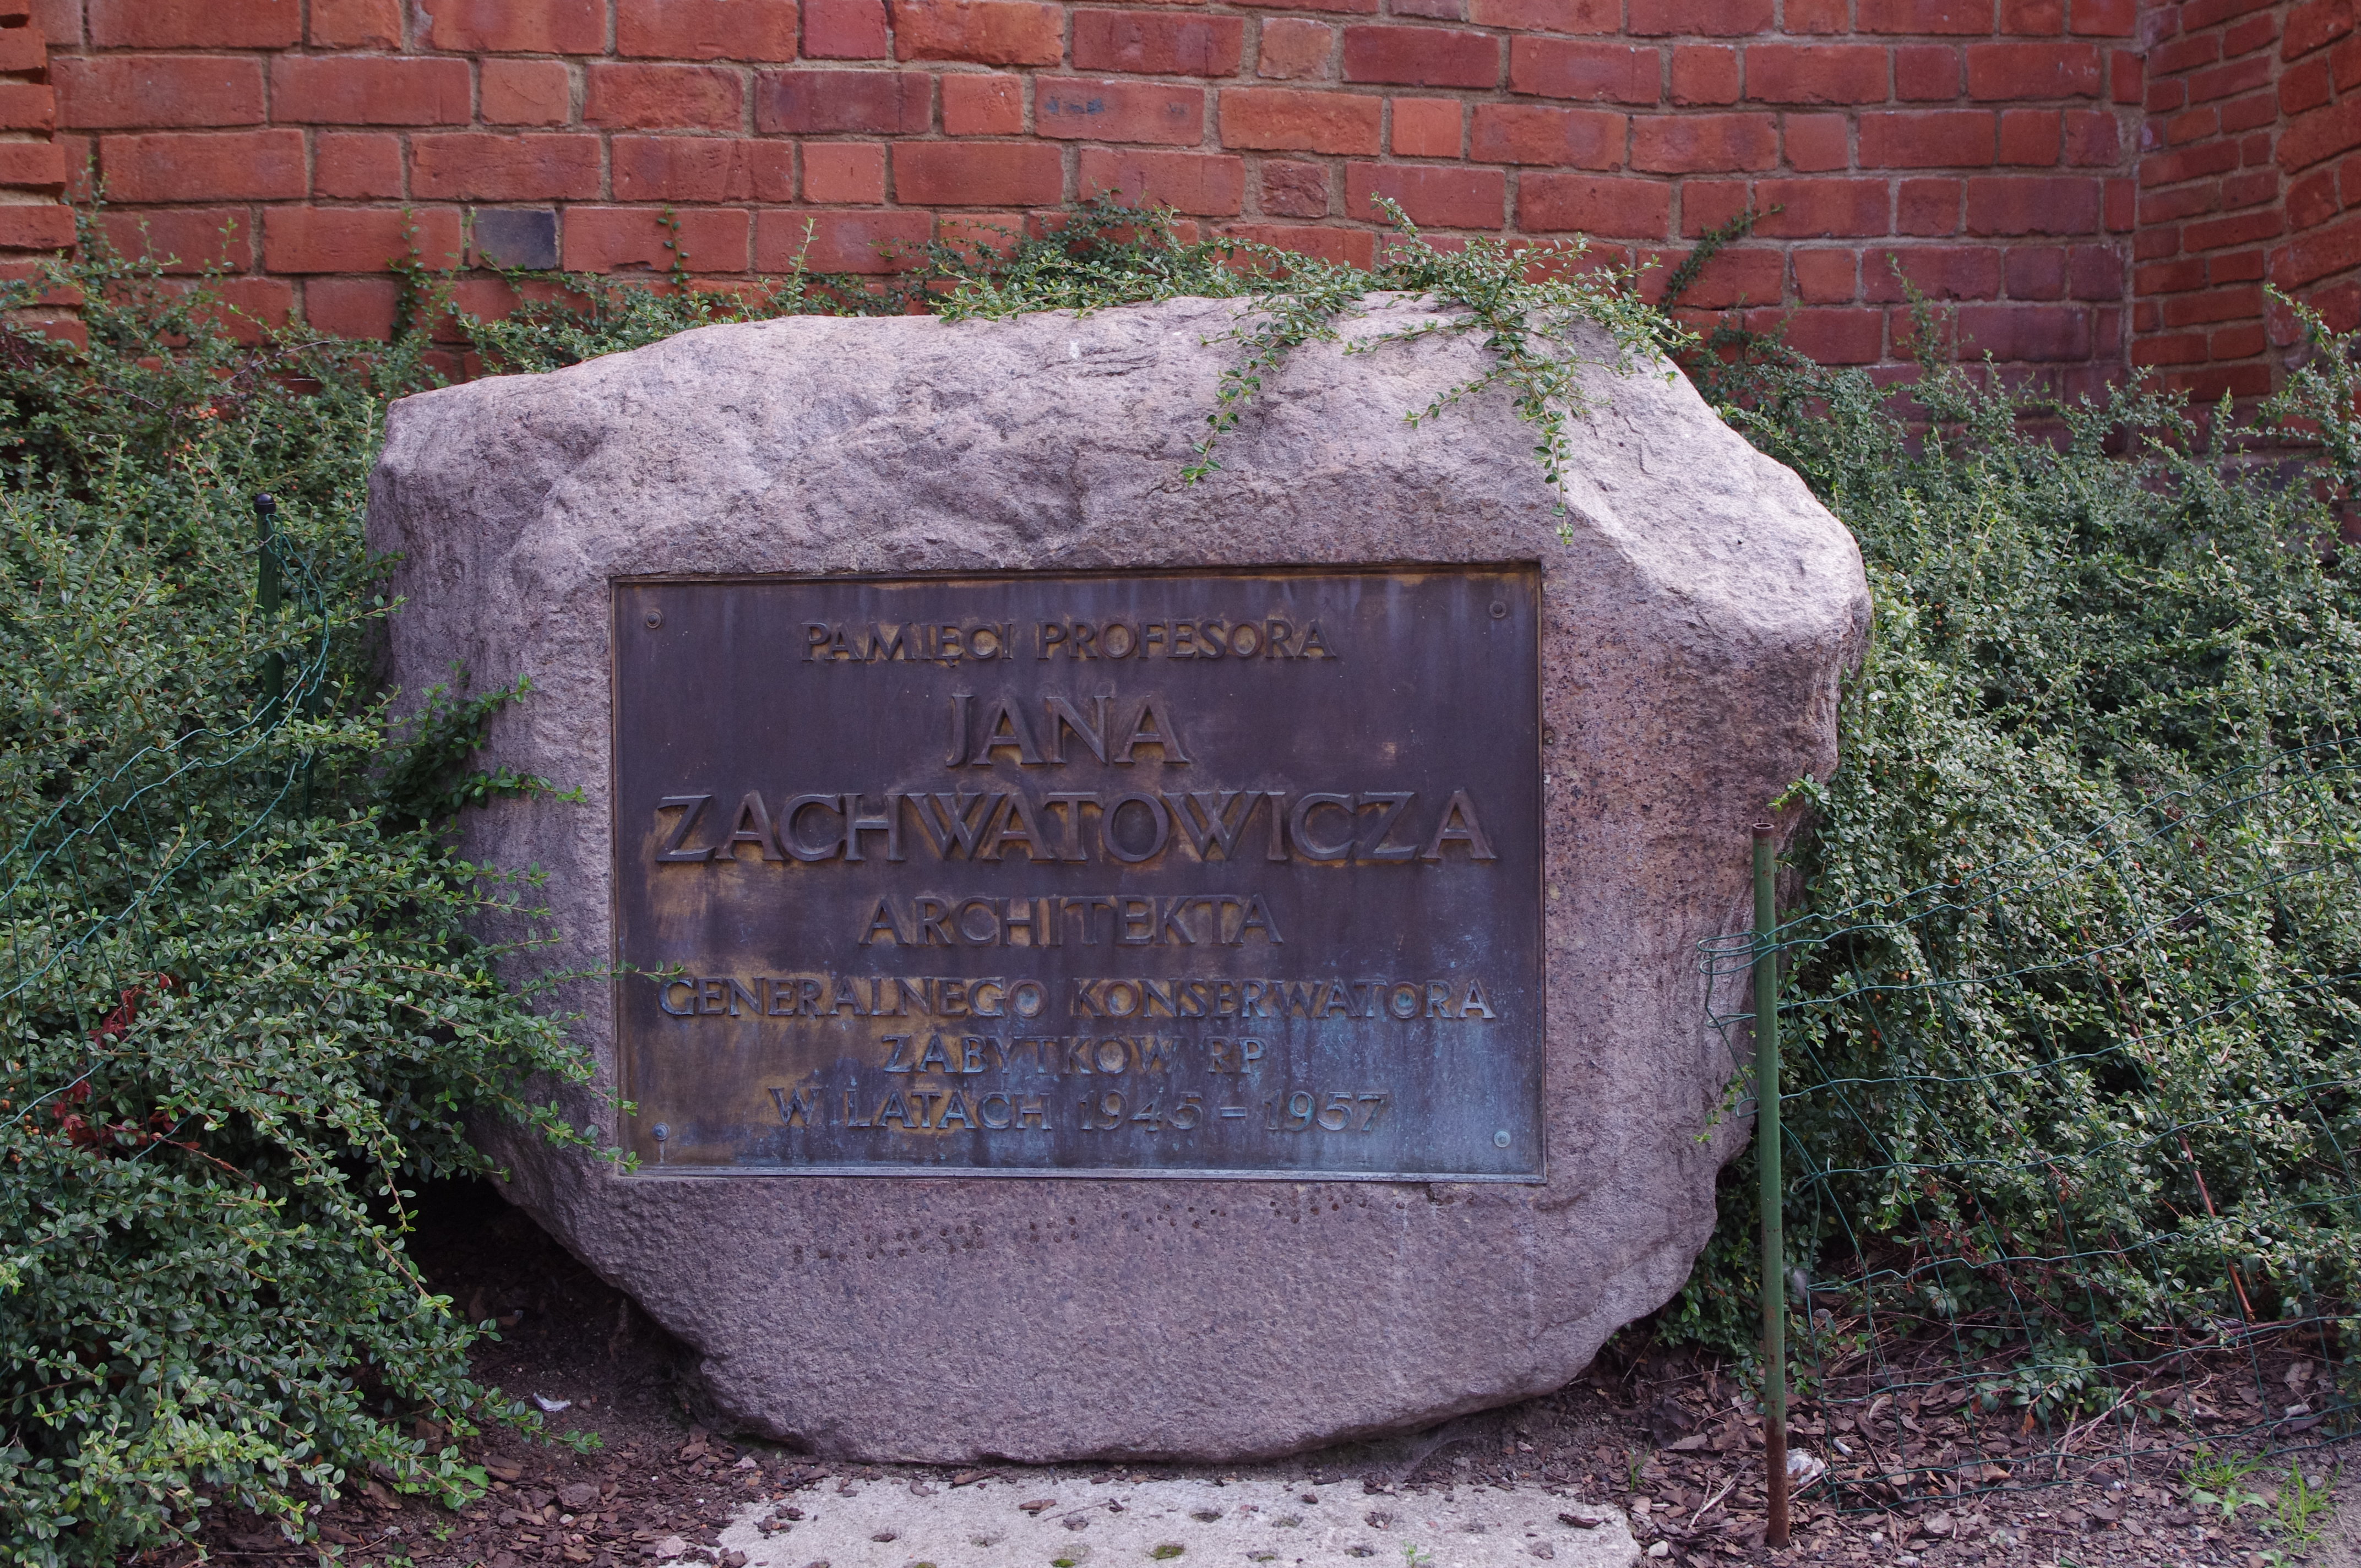 PAMIĘCI PROFESORA
JANA
ZACHWATOWICZA
ARCHITEKTA
GENERALNEGO KONSERWATORA
ZABYTKÓW RP
W LATACH 1945-1957